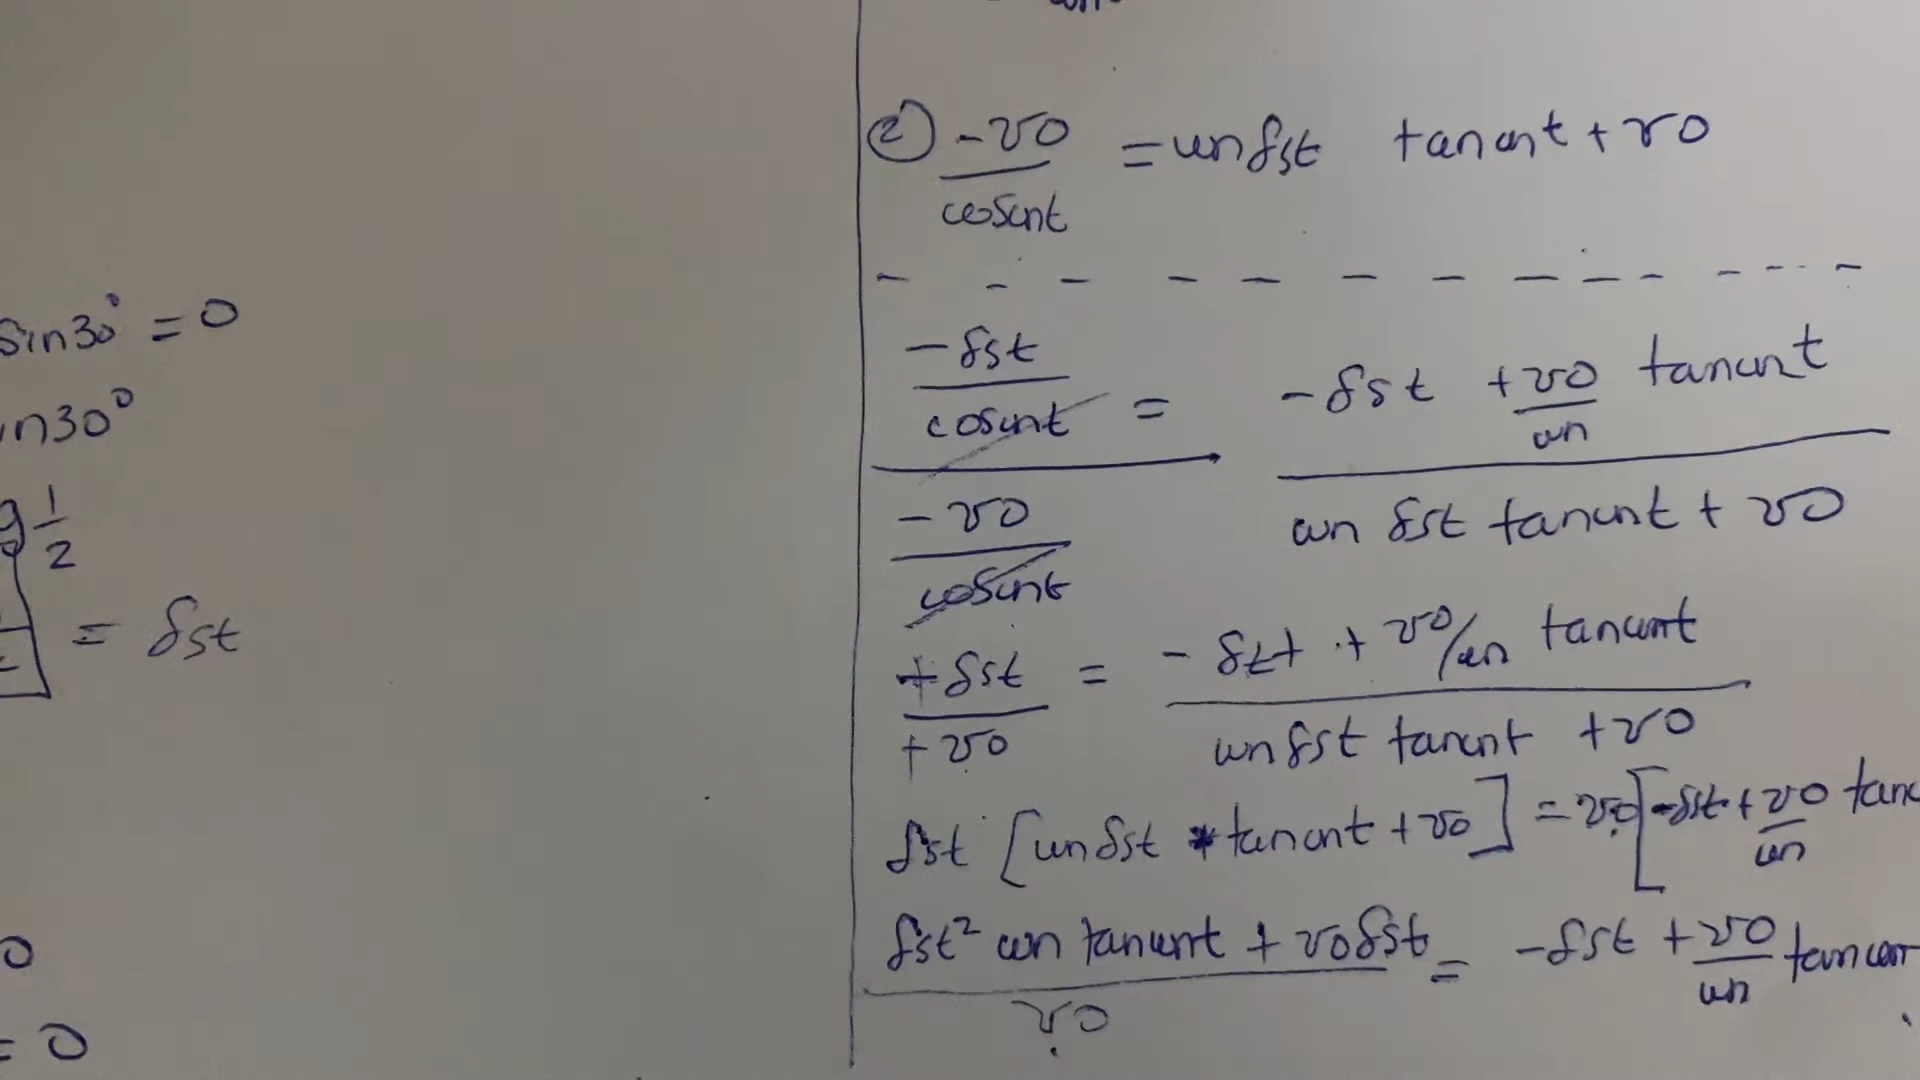 sin30° = 0
in30°
g 1/2
= δst
0
= 0
② -v0/cosωnt = ωnδst tanωnt + v0
-δst/cosωnt / -v0/cosωnt = -δst + v0/ωn tanωnt / ωn δst tanωnt + v0
+δst/+v0 = -δst + v0/ωn tanωnt / ωnδst tanωnt + v0
δst [ωnδst * tanωnt + v0] = v0[-δst + v0/ωn tanω
δst² ωn tanωnt + v0δst / v0 = -δst + v0/ωn tanωn